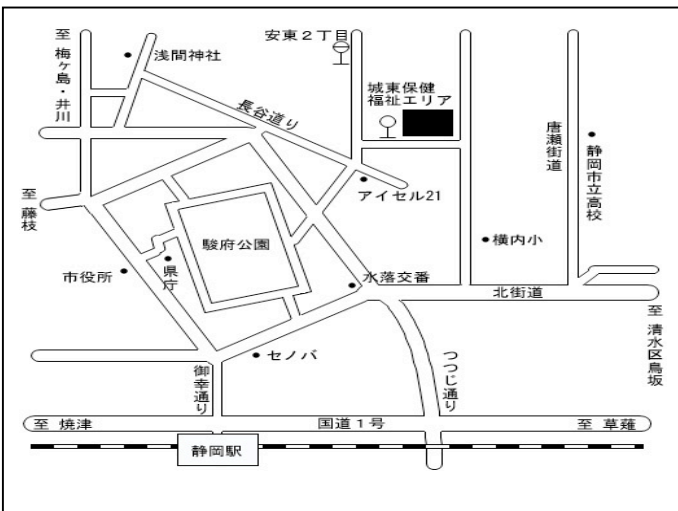 至 梅ヶ島・井川
浅間神社
安東２丁目
城東保健
福祉エリア
長谷通り
唐瀬街道
静岡市立高校
至 藤枝
アイセル21
駿府公園
横内小
市役所
県庁
水落交番
北街道
至 清水区鳥坂
セノバ
御幸通り
つつじ通り
至 焼津
国道１号
至 草薙
静岡駅